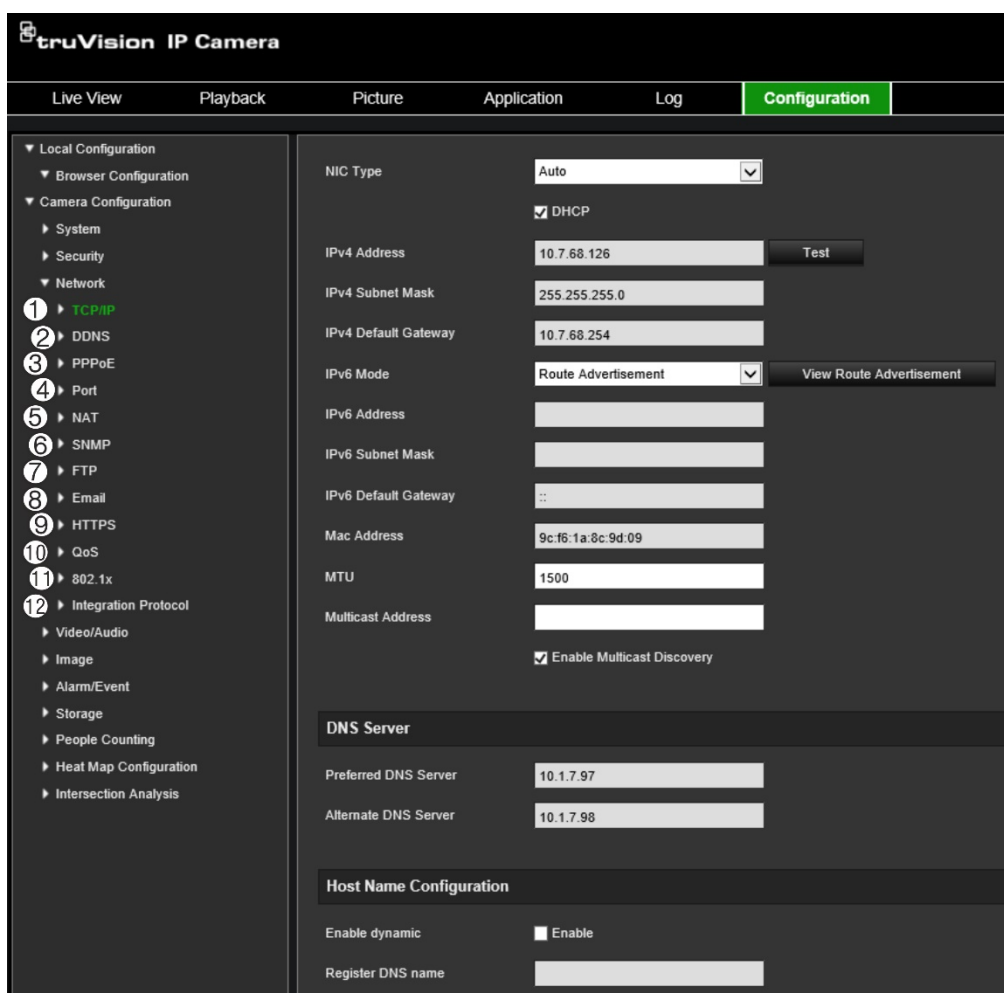 truVision IP Camera
Live View Playback Picture Application Log Configuration
Local Configuration
Browser Configuration
Camera Configuration
System
Security
Network
1 TCP/IP
2 DDNS
3 PPPoE
4 Port
5 NAT
6 SNMP
7 FTP
8 Email
9 HTTPS
10 QoS
11 802.1x
12 Integration Protocol
Video/Audio
Image
Alarm/Event
Storage
People Counting
Heat Map Configuration
Intersection Analysis
NIC Type Auto
DHCP
IPv4 Address 10.7.68.126 Test
IPv4 Subnet Mask 255.255.255.0
IPv4 Default Gateway 10.7.68.254
IPv6 Mode Route Advertisement View Route Advertisement
IPv6 Address
IPv6 Subnet Mask
IPv6 Default Gateway ::
Mac Address 9c:f6:1a:8c:9d:09
MTU 1500
Multicast Address
Enable Multicast Discovery
DNS Server
Preferred DNS Server 10.1.7.97
Alternate DNS Server 10.1.7.98
Host Name Configuration
Enable dynamic Enable
Register DNS name